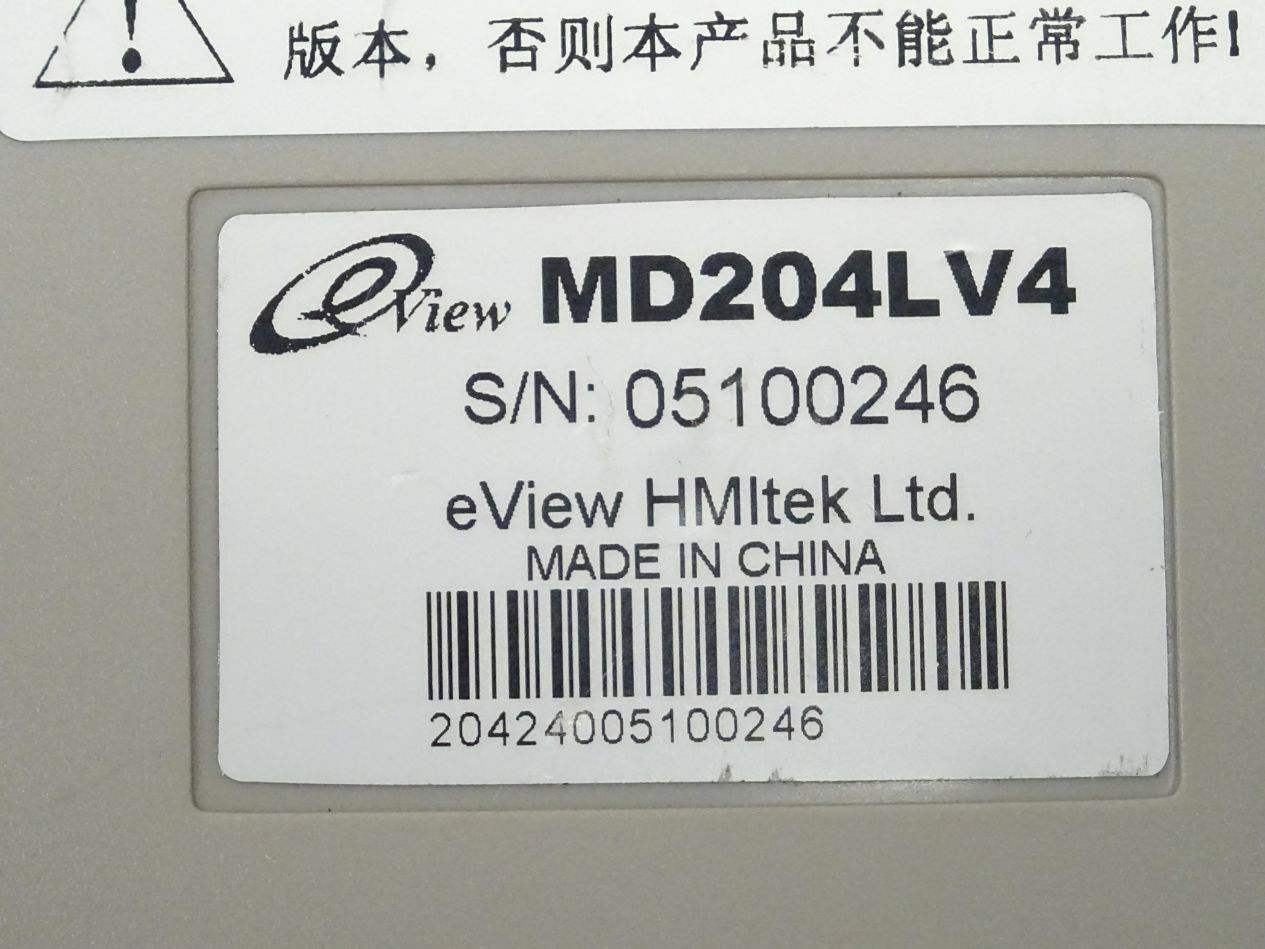 版本，否则本产品不能正常工作!
eView MD204LV4
S/N: 05100246
eView HMItek Ltd.
MADE IN CHINA
20424005100246